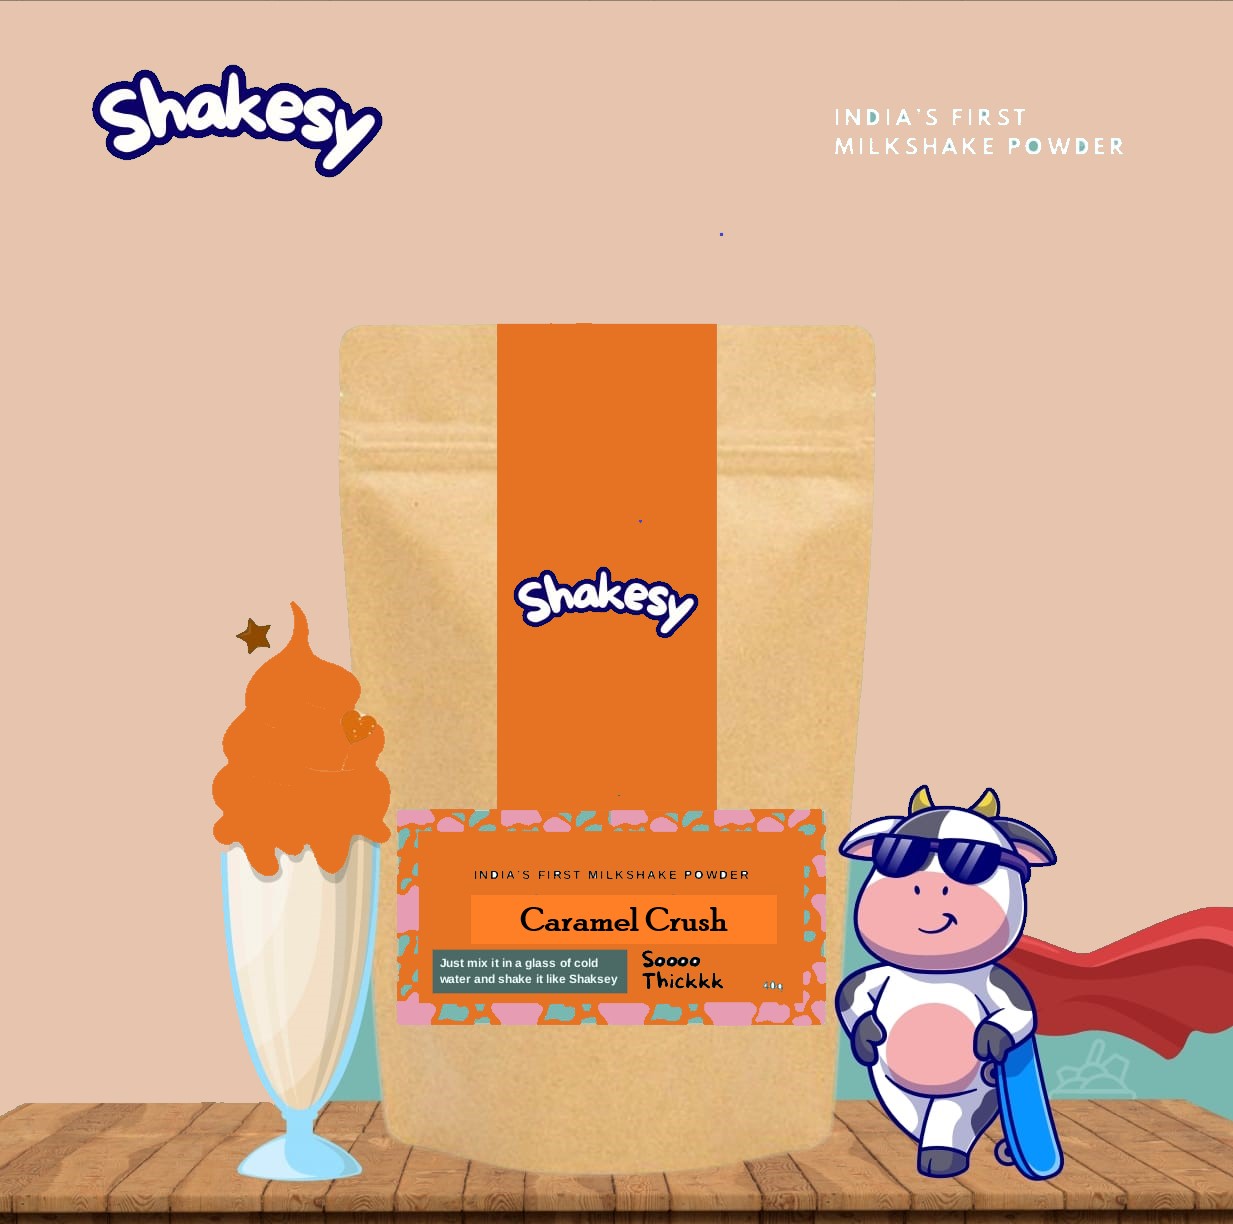 Shakesy
INDIA'S FIRST
MILKSHAKE POWDER
Shakesy
INDIA'S FIRST MILKSHAKE POWDER
Caramel Crush
Just mix it in a glass of cold
water and shake it like Shaksey
Soooo
Thickkk